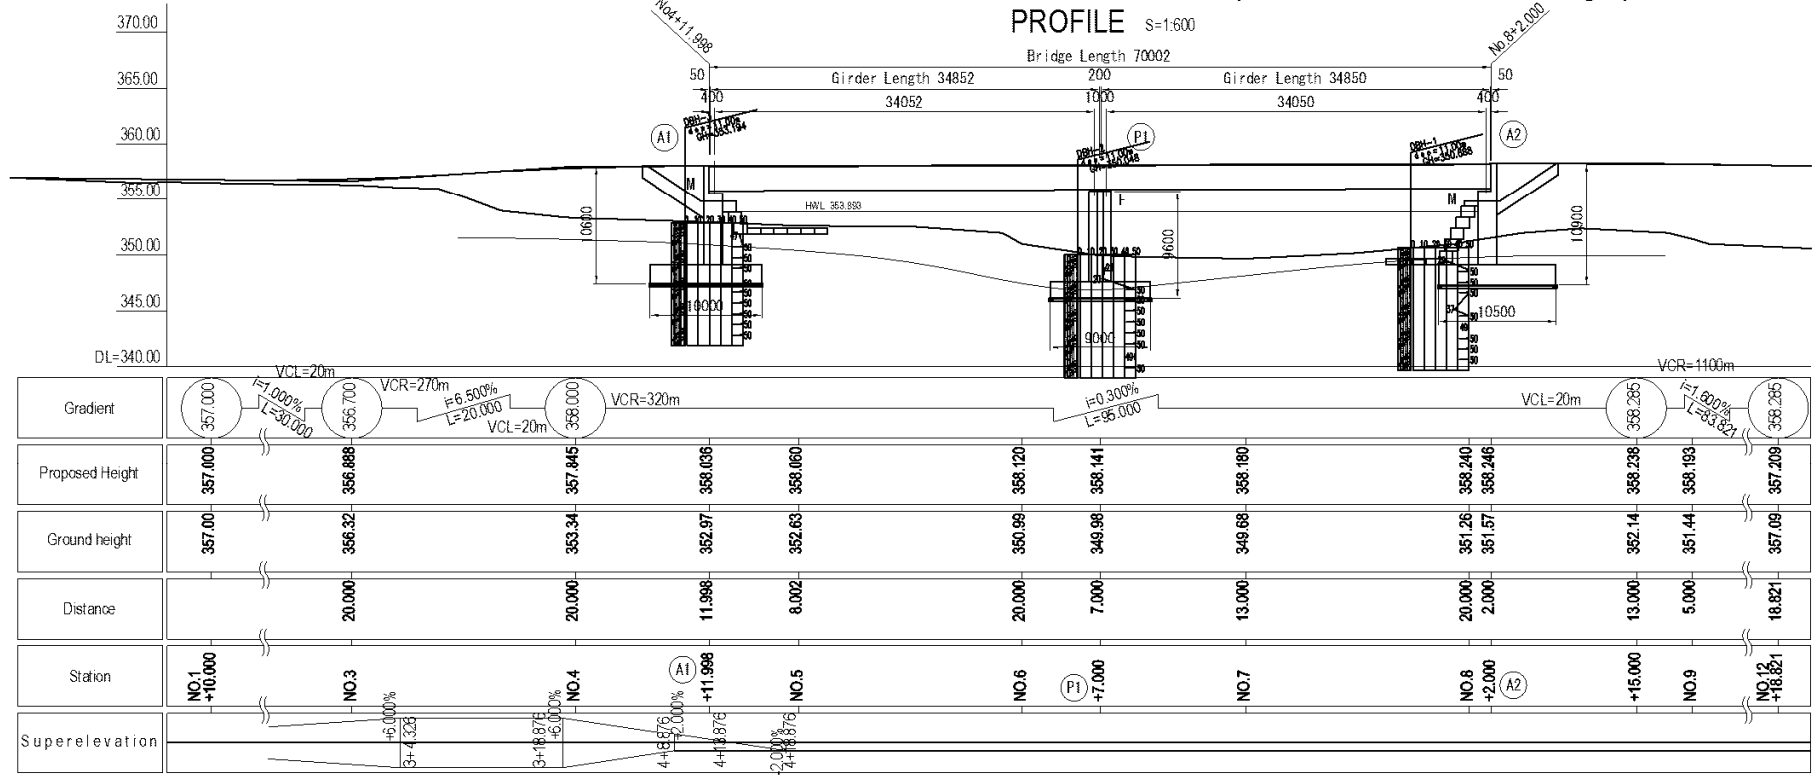 PROFILE S=1:600
No4+11.998
No.8+2.000
Bridge Length 70002
50
Girder Length 34852
200
Girder Length 34850
50
400
34052
1000
34050
400
370.00
365.00
360.00
355.00
350.00
345.00
DL=340.00
A1
P1
A2
GH=353.194
M
F
M
HWL 353.893
10600
9600
10900
10000
9000
10500
Gradient
357.000
VCL=20m
i=1.000%
L=30.000
356.700
VCR=270m
i=6.500%
L=20.000
VCL=20m
358.000
VCR=320m
i=0.300%
L=95.000
VCL=20m
358.285
VCR=1100m
i=1.600%
L=83.821
358.285
Proposed Height
357.000
356.888
357.845
358.036
358.060
358.120
358.141
358.180
358.240
358.246
358.238
358.193
357.209
Ground height
357.00
356.32
353.34
352.97
352.63
350.99
349.98
349.68
351.26
351.57
352.14
351.44
357.09
Distance
20.000
20.000
11.998
8.002
20.000
7.000
13.000
20.000
2.000
13.000
5.000
18.821
Station
NO.1
+10.000
NO.3
NO.4
A1
+11.998
NO.5
NO.6
P1
+7.000
NO.7
NO.8
+2.000
A2
+15.000
NO.9
NO.12
+18.821
Superelevation
+6.000%
3+4.326
3+18.876
+6.000%
4+8.876
+2.000%
4+13.876
-2.000%
4+18.876